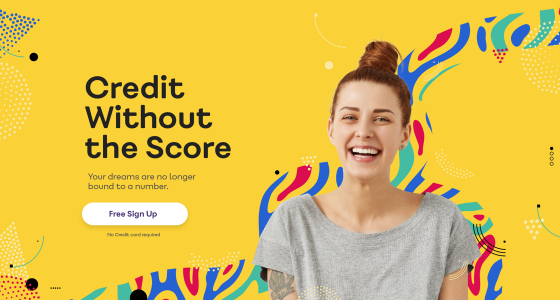 Credit
Without
the Score
Your dreams are no longer
bound to a number.
Free Sign Up
No Credit card required